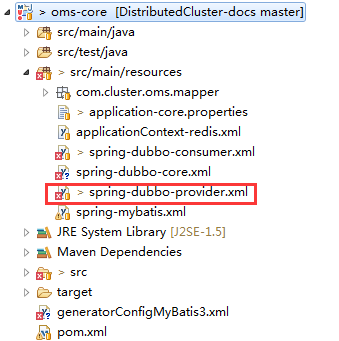 > oms-core [DistributedCluster-docs master]
src/main/java
src/test/java
> src/main/resources
com.cluster.oms.mapper
> application-core.properties
applicationContext-redis.xml
> spring-dubbo-consumer.xml
spring-dubbo-core.xml
> spring-dubbo-provider.xml
spring-mybatis.xml
JRE System Library [J2SE-1.5]
Maven Dependencies
> src
target
generatorConfigMyBatis3.xml
pom.xml